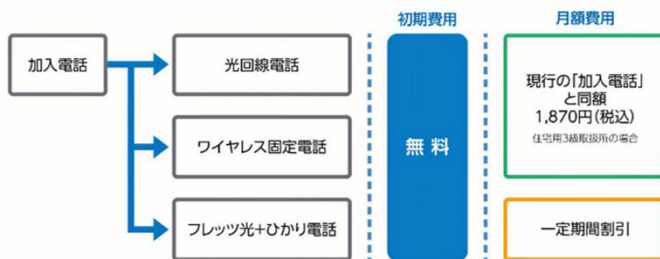 初期費用
月額費用
加入電話
光回線電話
ワイヤレス固定電話
フレッツ光+ひかり電話
無料
現行の「加入電話」
と同額
1,870円(税込)
住宅用3級取扱所の場合
一定期間割引